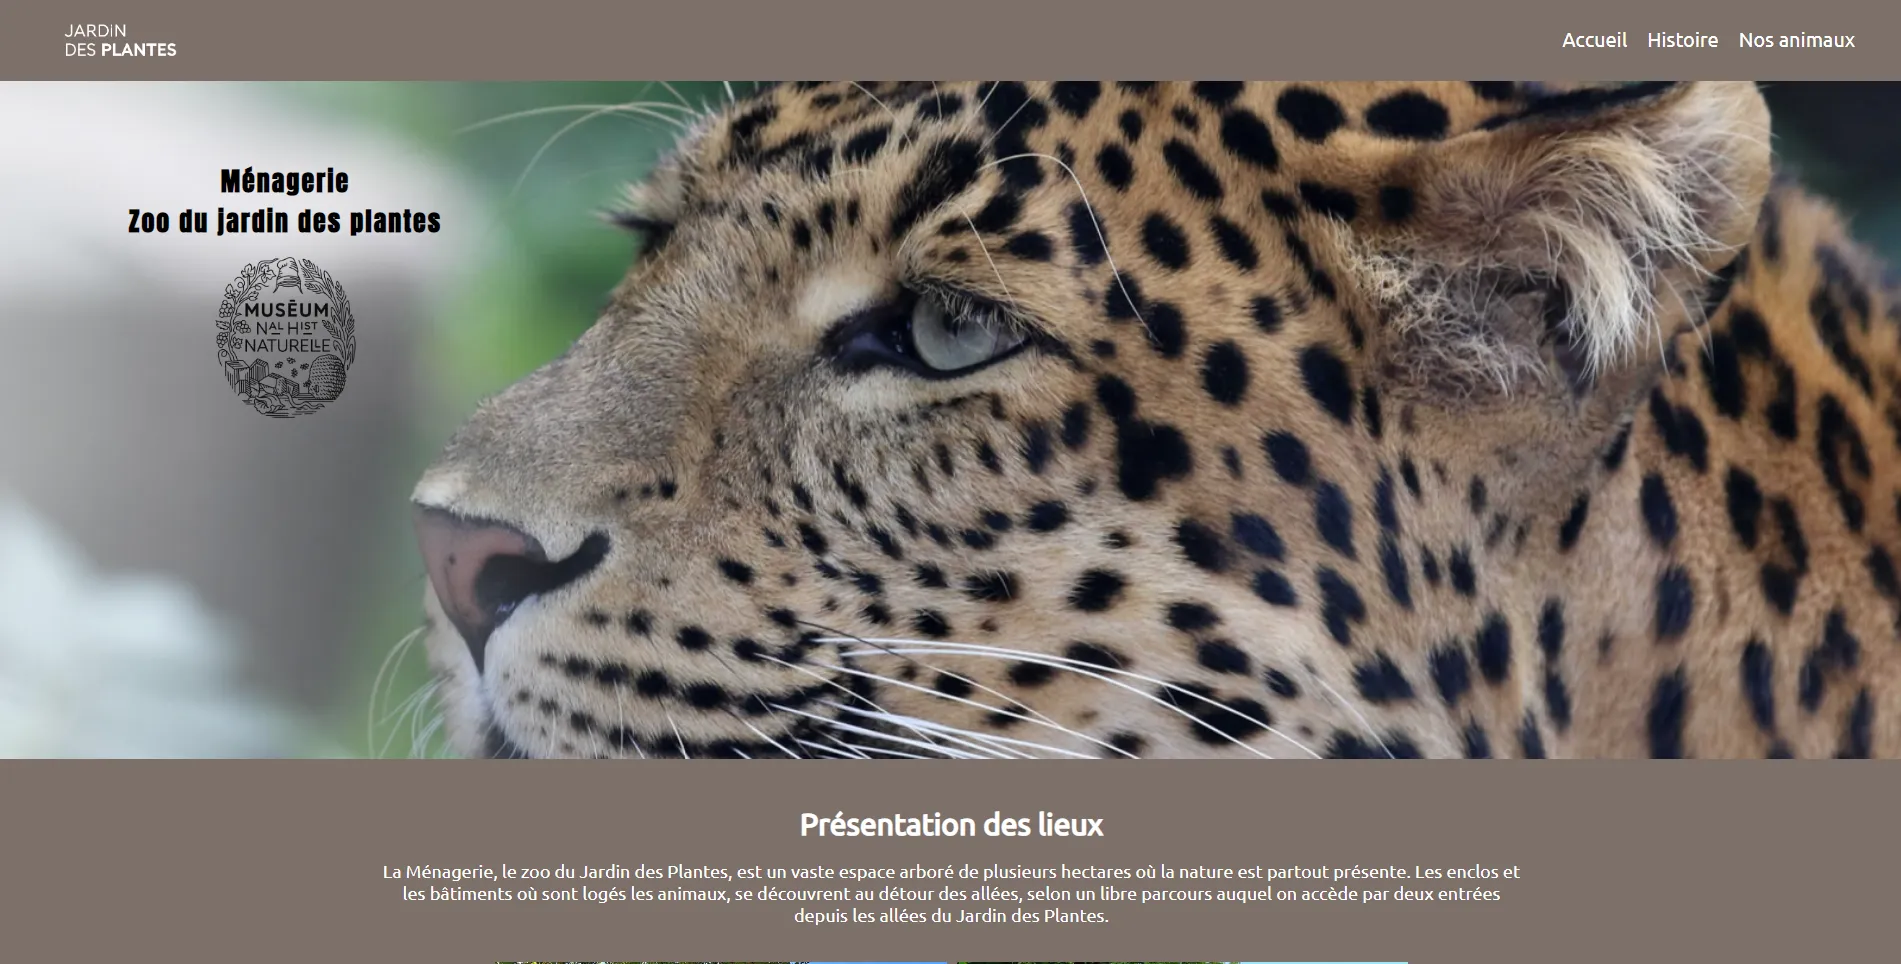 JARDiN
DES PLANTES
Accueil Histoire Nos animaux
Ménagerie
Zoo du jardin des plantes
MUSĒUM
NAL HIST
NATURELLE
Présentation des lieux
La Ménagerie, le zoo du Jardin des Plantes, est un vaste espace arboré de plusieurs hectares où la nature est partout présente. Les enclos et
les bâtiments où sont logés les animaux, se découvrent au détour des allées, selon un libre parcours auquel on accède par deux entrées
depuis les allées du Jardin des Plantes.